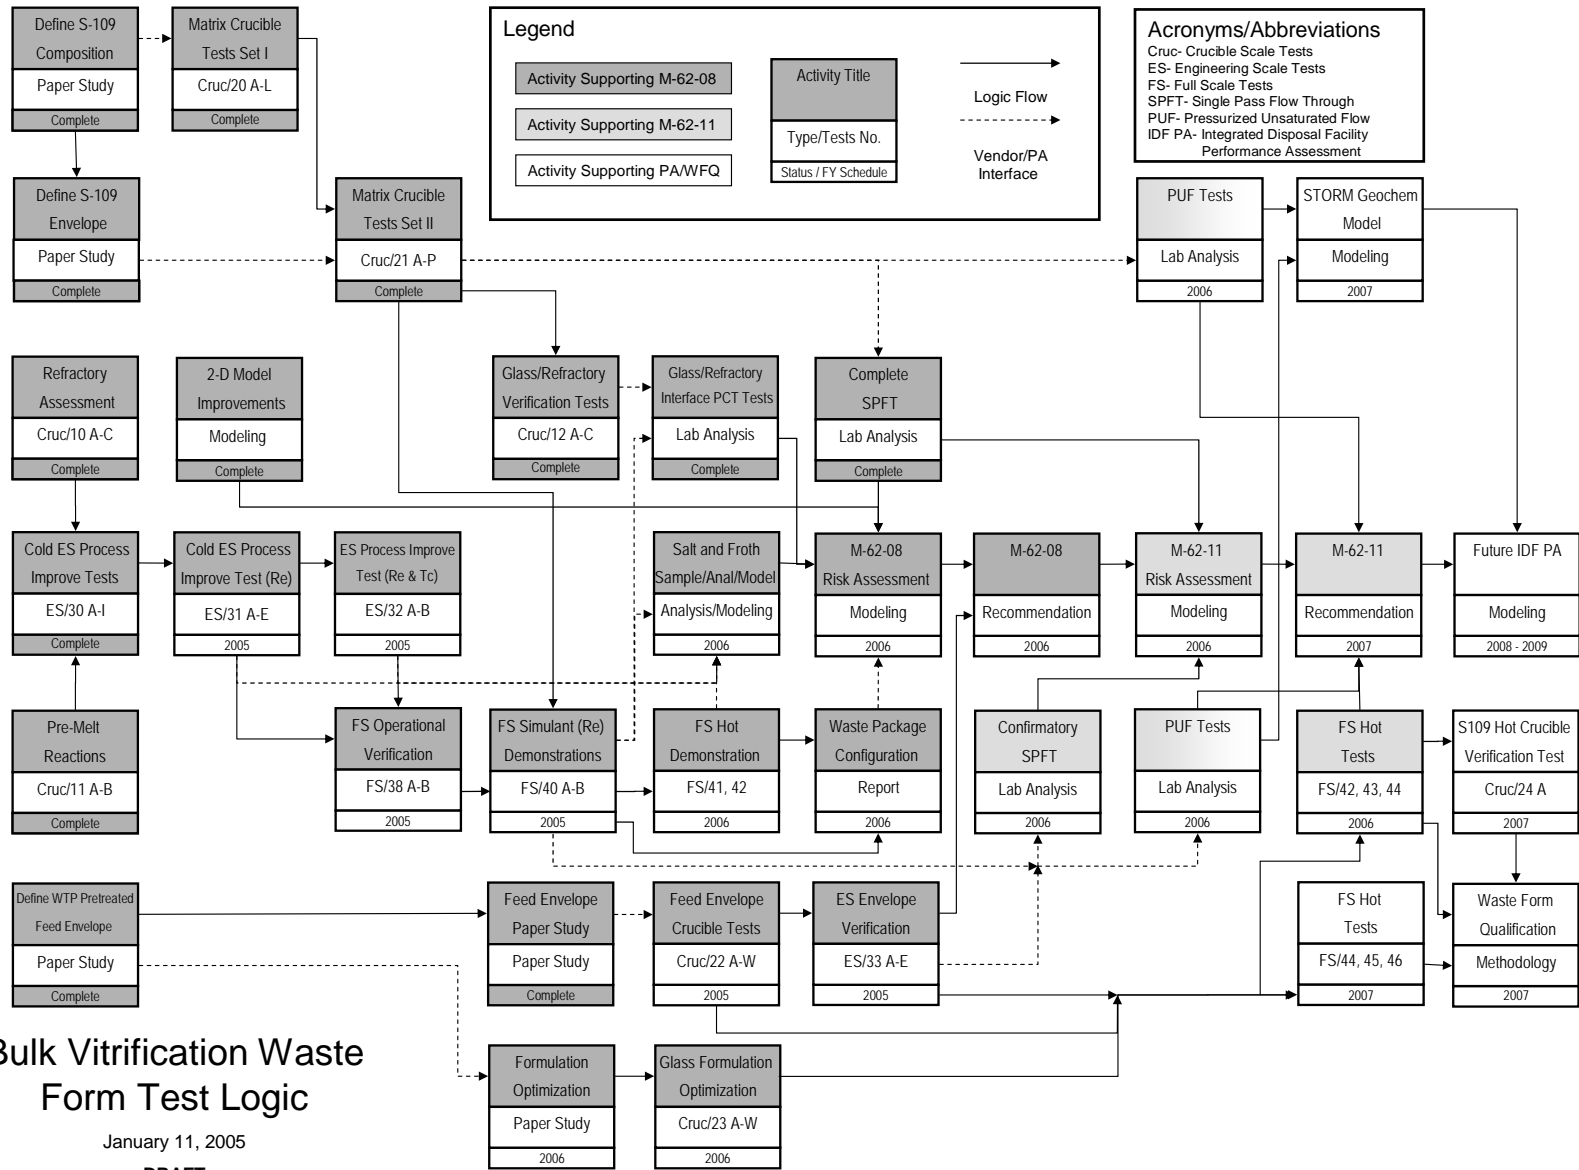 Define S-109
Composition
Paper Study
Complete
Matrix Crucible
Tests Set I
Cruc/20 A-L
Complete
Legend
Activity Supporting M-62-08
Activity Supporting M-62-11
Activity Supporting PA/WFQ
Activity Title
Type/Tests No.
Status / FY Schedule
Logic Flow
Vendor/PA
Interface
Acronyms/Abbreviations
Cruc- Crucible Scale Tests
ES- Engineering Scale Tests
FS- Full Scale Tests
SPFT- Single Pass Flow Through
PUF- Pressurized Unsaturated Flow
IDF PA- Integrated Disposal Facility
Performance Assessment
Define S-109
Envelope
Paper Study
Complete
Matrix Crucible
Tests Set II
Cruc/21 A-P
Complete
PUF Tests
Lab Analysis
2006
STORM Geochem
Model
Modeling
2007
Refractory
Assessment
Cruc/10 A-C
Complete
2-D Model
Improvements
Modeling
Complete
Glass/Refractory
Verification Tests
Cruc/12 A-C
Complete
Glass/Refractory
Interface PCT Tests
Lab Analysis
Complete
Complete
SPFT
Lab Analysis
Complete
Cold ES Process
Improve Tests
ES/30 A-I
Complete
Cold ES Process
Improve Test (Re)
ES/31 A-E
2005
ES Process Improve
Test (Re & Tc)
ES/32 A-B
2005
Salt and Froth
Sample/Anal/Model
Analysis/Modeling
2006
M-62-08
Risk Assessment
Modeling
2006
M-62-08
Recommendation
2006
M-62-11
Risk Assessment
Modeling
2006
M-62-11
Recommendation
2007
Future IDF PA
Modeling
2008 - 2009
Pre-Melt
Reactions
Cruc/11 A-B
Complete
FS Operational
Verification
FS/38 A-B
2005
FS Simulant (Re)
Demonstrations
FS/40 A-B
2005
FS Hot
Demonstration
FS/41, 42
2006
Waste Package
Configuration
Report
2006
Confirmatory
SPFT
Lab Analysis
2006
PUF Tests
Lab Analysis
2006
FS Hot
Tests
FS/42, 43, 44
2006
S109 Hot Crucible
Verification Test
Cruc/24 A
2007
Define WTP Pretreated
Feed Envelope
Paper Study
Complete
Feed Envelope
Paper Study
Paper Study
Complete
Feed Envelope
Crucible Tests
Cruc/22 A-W
2005
ES Envelope
Verification
ES/33 A-E
2005
FS Hot
Tests
FS/44, 45, 46
2007
Waste Form
Qualification
Methodology
2007
Formulation
Optimization
Paper Study
2006
Glass Formulation
Optimization
Cruc/23 A-W
2006
Bulk Vitrification Waste
Form Test Logic
January 11, 2005
DRAFT